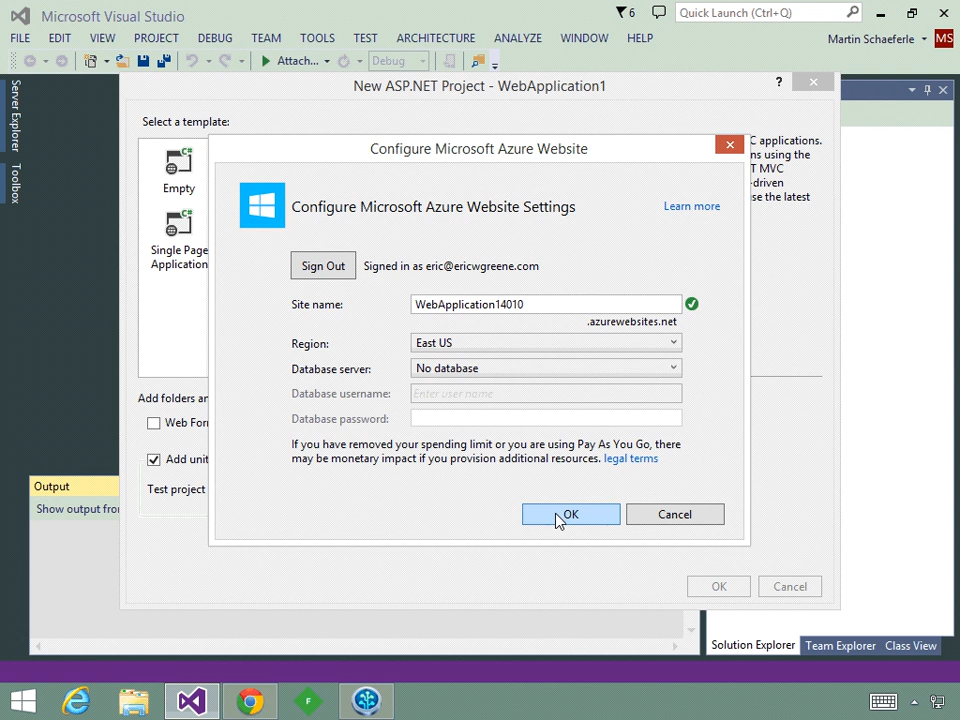 Microsoft Visual Studio
6
Quick Launch (Ctrl+Q)
FILE EDIT VIEW PROJECT DEBUG TEAM TOOLS TEST ARCHITECTURE ANALYZE WINDOW HELP
Martin Schaeferle MS
Attach... Debug
Server Explorer
Toolbox
New ASP.NET Project - WebApplication1
?
Select a template:
Empty
Single Page
Application
C applications.
ns using the
T MVC
-driven
se the latest
Configure Microsoft Azure Website
Configure Microsoft Azure Website Settings
Learn more
Sign Out Signed in as eric@ericwgreene.com
Site name: WebApplication14010
.azurewebsites.net
Region: East US
Database server: No database
Database username: Enter user name
Database password:
If you have removed your spending limit or you are using Pay As You Go, there
may be monetary impact if you provision additional resources. legal terms
OK Cancel
Add folders an
Web For
Add unit
Test project
OK Cancel
Output
Show output fro
Solution Explorer Team Explorer Class View
F